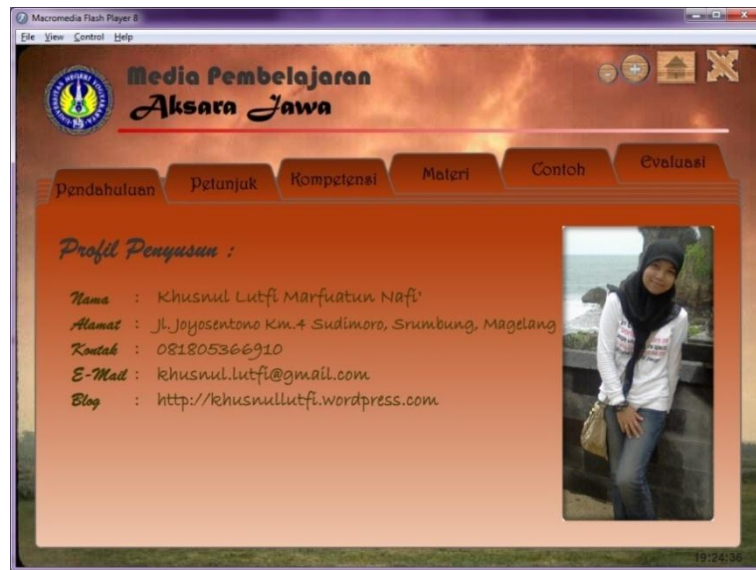 Macromedia Flash Player 8
File View Control Help
Media Pembelajaran
Aksara Jawa
Pendahuluan Petunjuk Kompetensi Materi Contoh Evaluasi
Profil Penyusun :
Nama : Khusnul Lutfi Marfuatun Nafi'
Alamat : Jl. Joyosentono Km.4 Sudimoro, Srumbung, Magelang
Kontak : 081805366910
E-Mail : khusnul.lutfi@gmail.com
Blog : http://khusnullutfi.wordpress.com
19:24:36